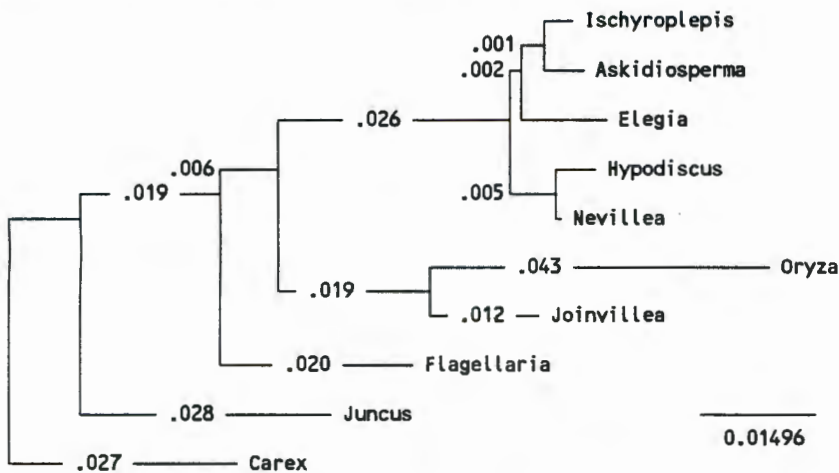 Ischyroplepis
.001
.002
Askidiosperma
.026
Elegia
.006
Hypodiscus
.019
.005
Nevillea
.043
Oryza
.019
.012
Joinvillea
.020
Flagellaria
.028
Juncus
0.01496
.027
Carex